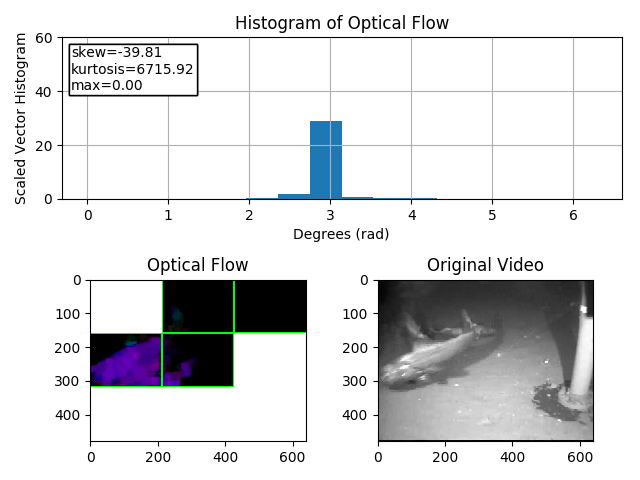 Histogram of Optical Flow
60
40
20
0
Scaled Vector Histogram
skew=-39.81
kurtosis=6715.92
max=0.00
0 1 2 3 4 5 6
Degrees (rad)
Optical Flow
0
100
200
300
400
0 200 400 600
Original Video
0
100
200
300
400
0 200 400 600